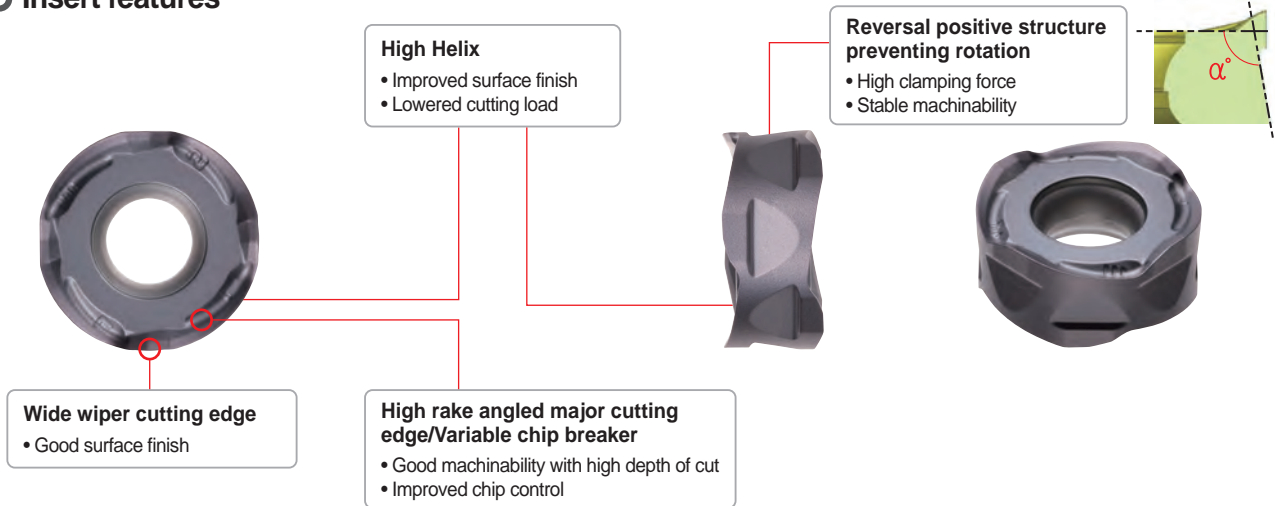 Insert features
High Helix
• Improved surface finish
• Lowered cutting load
Reversal positive structure
preventing rotation
• High clamping force
• Stable machinability
α°
Wide wiper cutting edge
• Good surface finish
High rake angled major cutting
edge/Variable chip breaker
• Good machinability with high depth of cut
• Improved chip control